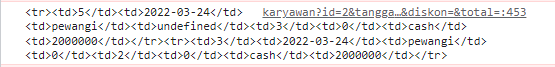 <tr><td>5</td><td>2022-03-24</td> karyawan?id=2&tangga…&diskon=&total=:453
<td>pewangi<td>undefined</td><td>3</td><td>0</td><td>cash</td>
<td>2000000</td></tr><tr><td>3</td><td>2022-03-24</td><td>pewangi</td>
<td>0</td><td>2</td><td>0</td><td>cash</td><td>2000000</td></tr>